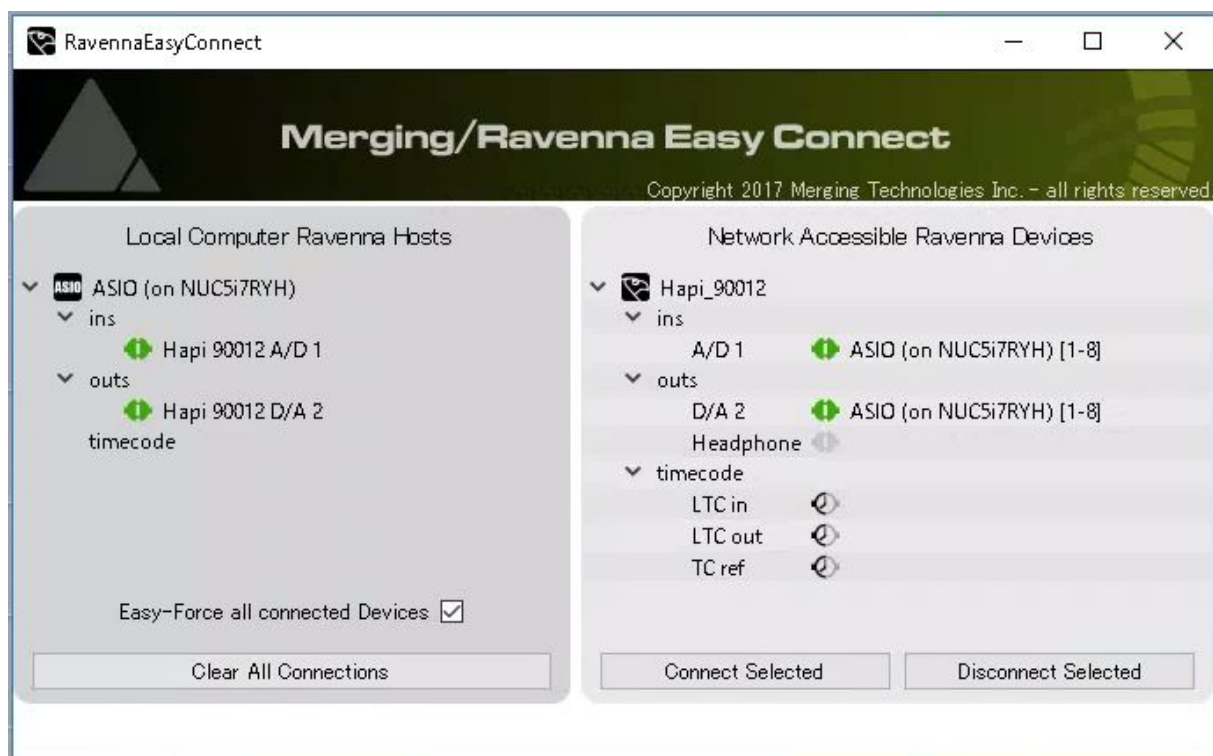 RavennaEasyConnect
Merging/Ravenna Easy Connect
Copyright 2017 Merging Technologies Inc. - all rights reserved
Local Computer Ravenna Hosts
ASIO ASIO (on NUC5i7RYH)
ins
Hapi 90012 A/D 1
outs
Hapi 90012 D/A 2
timecode
Easy-Force all connected Devices
Clear All Connections
Network Accessible Ravenna Devices
Hapi_90012
ins
A/D 1 ASIO (on NUC5i7RYH) [1-8]
outs
D/A 2 ASIO (on NUC5i7RYH) [1-8]
Headphone
timecode
LTC in
LTC out
TC ref
Connect Selected Disconnect Selected